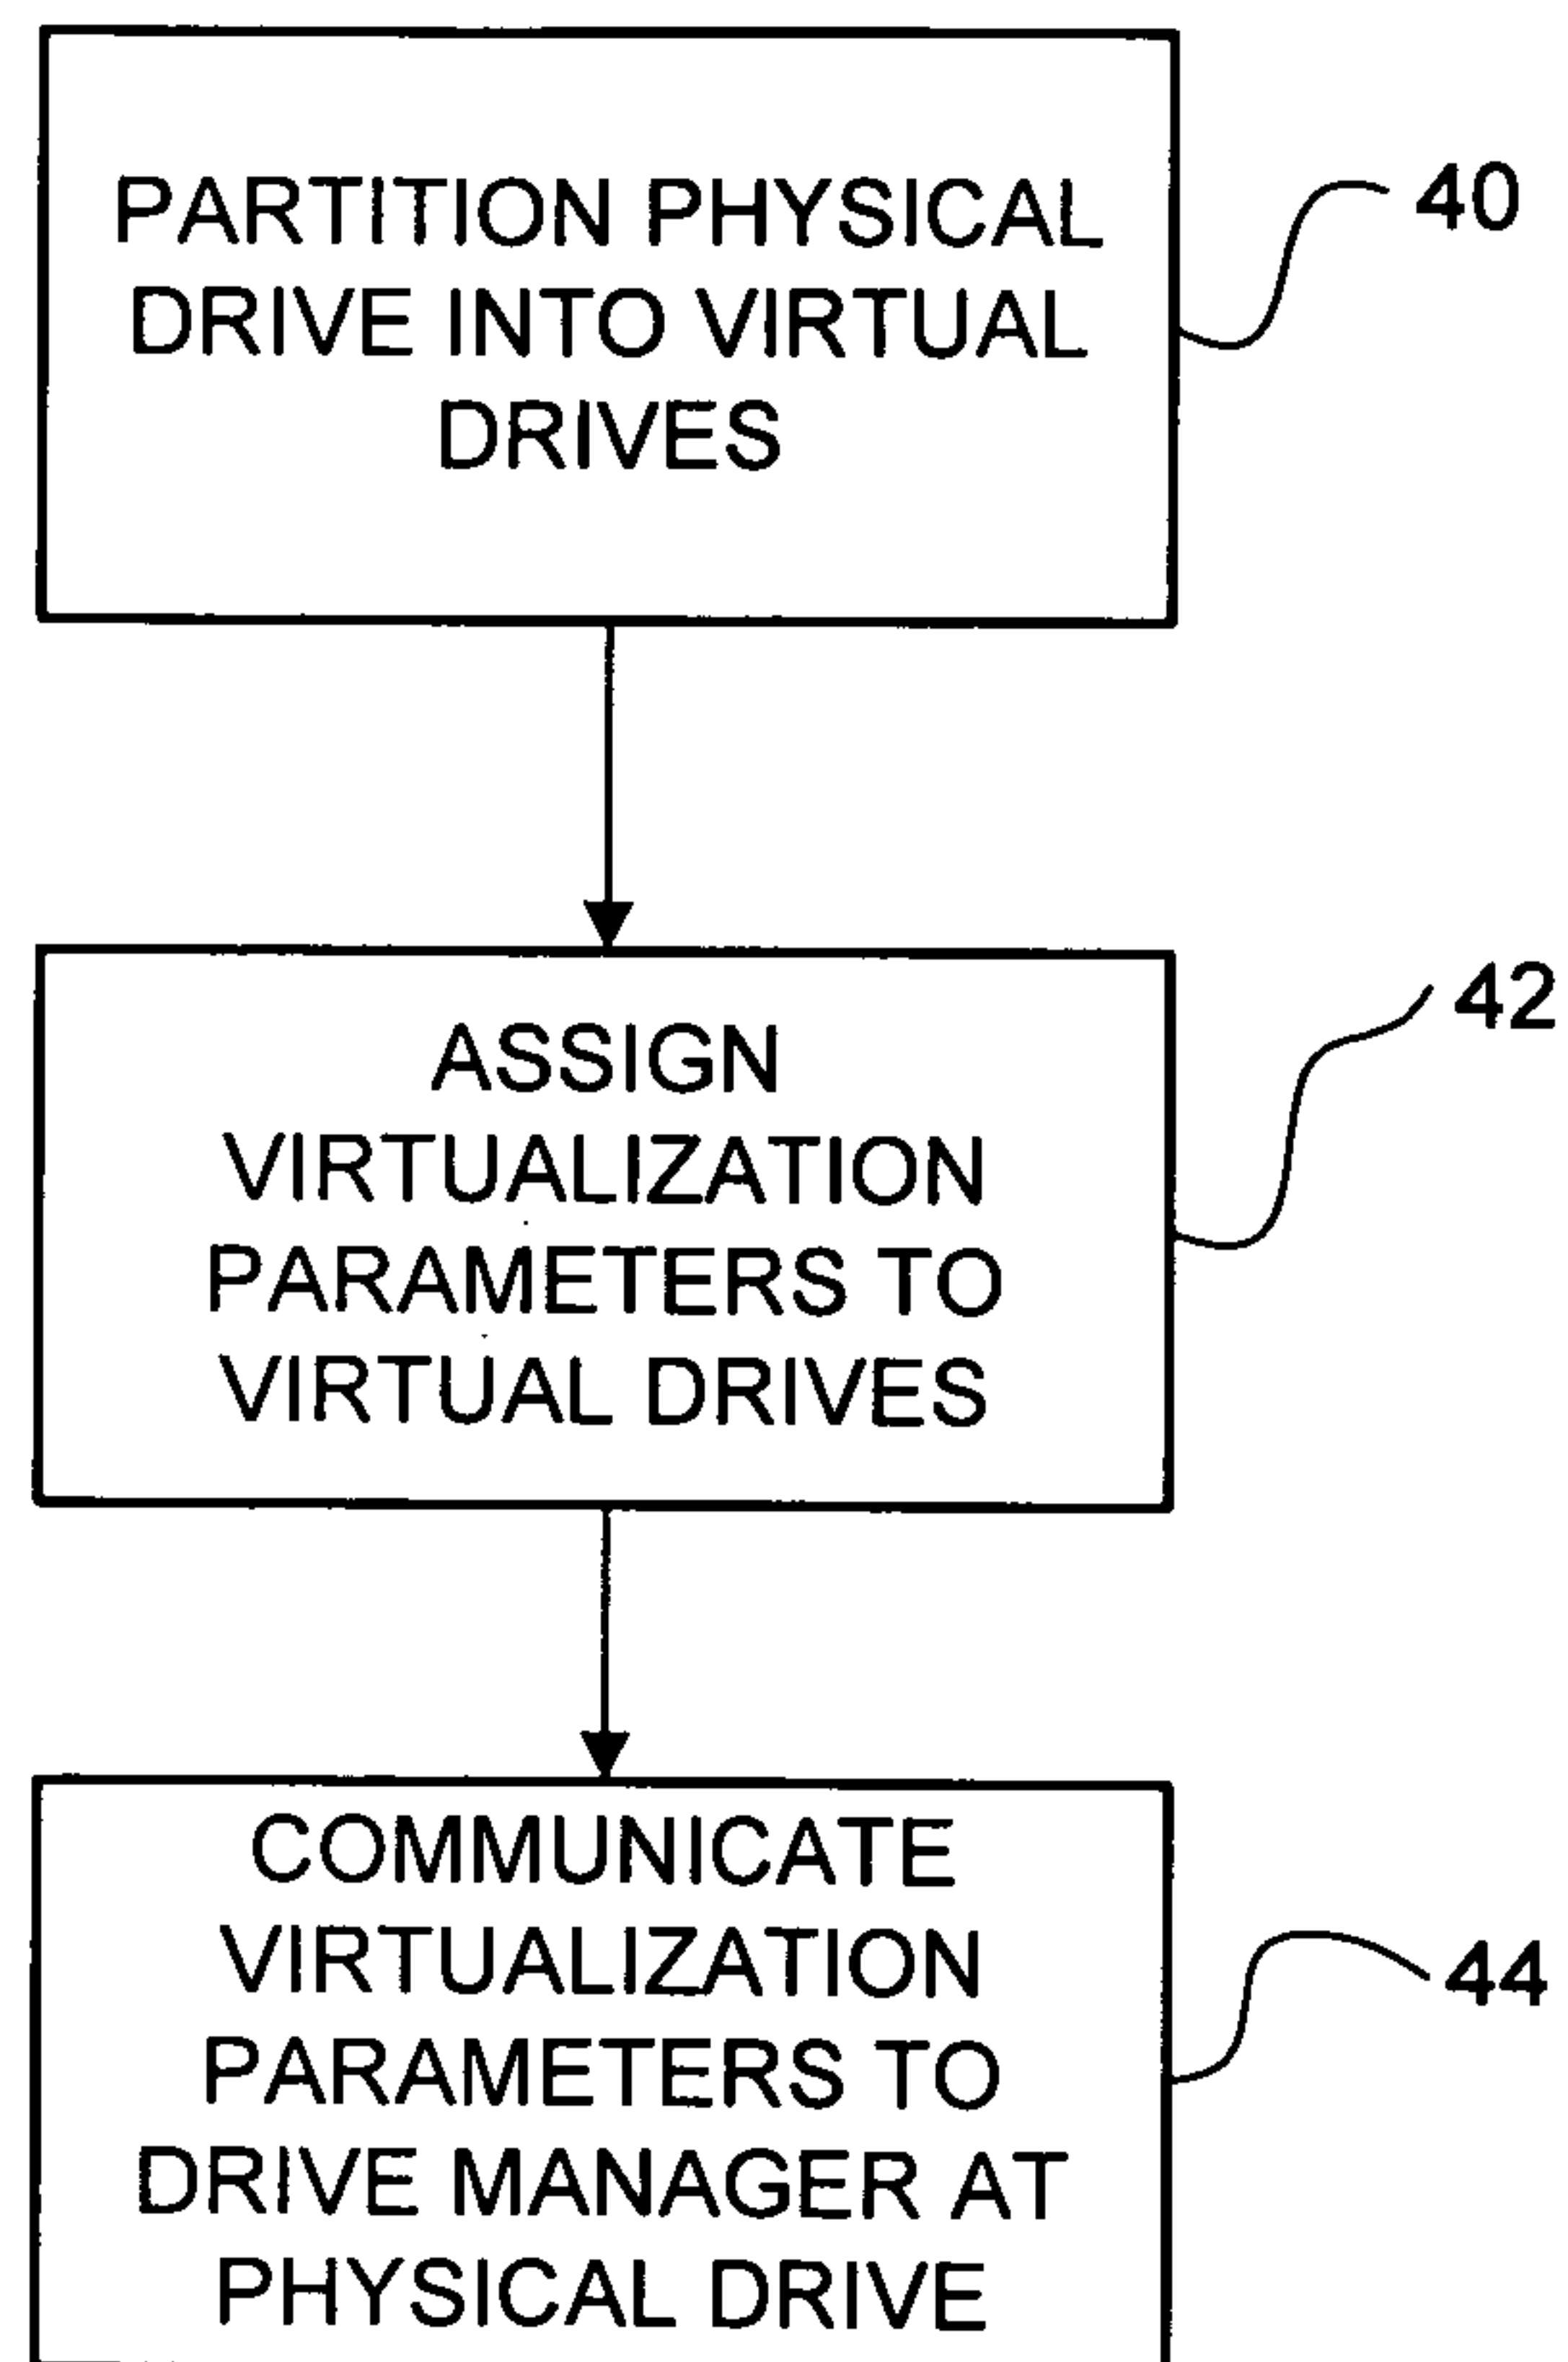 PARTITION PHYSICAL
DRIVE INTO VIRTUAL
DRIVES
40
ASSIGN
VIRTUALIZATION
PARAMETERS TO
VIRTUAL DRIVES
42
COMMUNICATE
VIRTUALIZATION
PARAMETERS TO
DRIVE MANAGER AT
PHYSICAL DRIVE
44